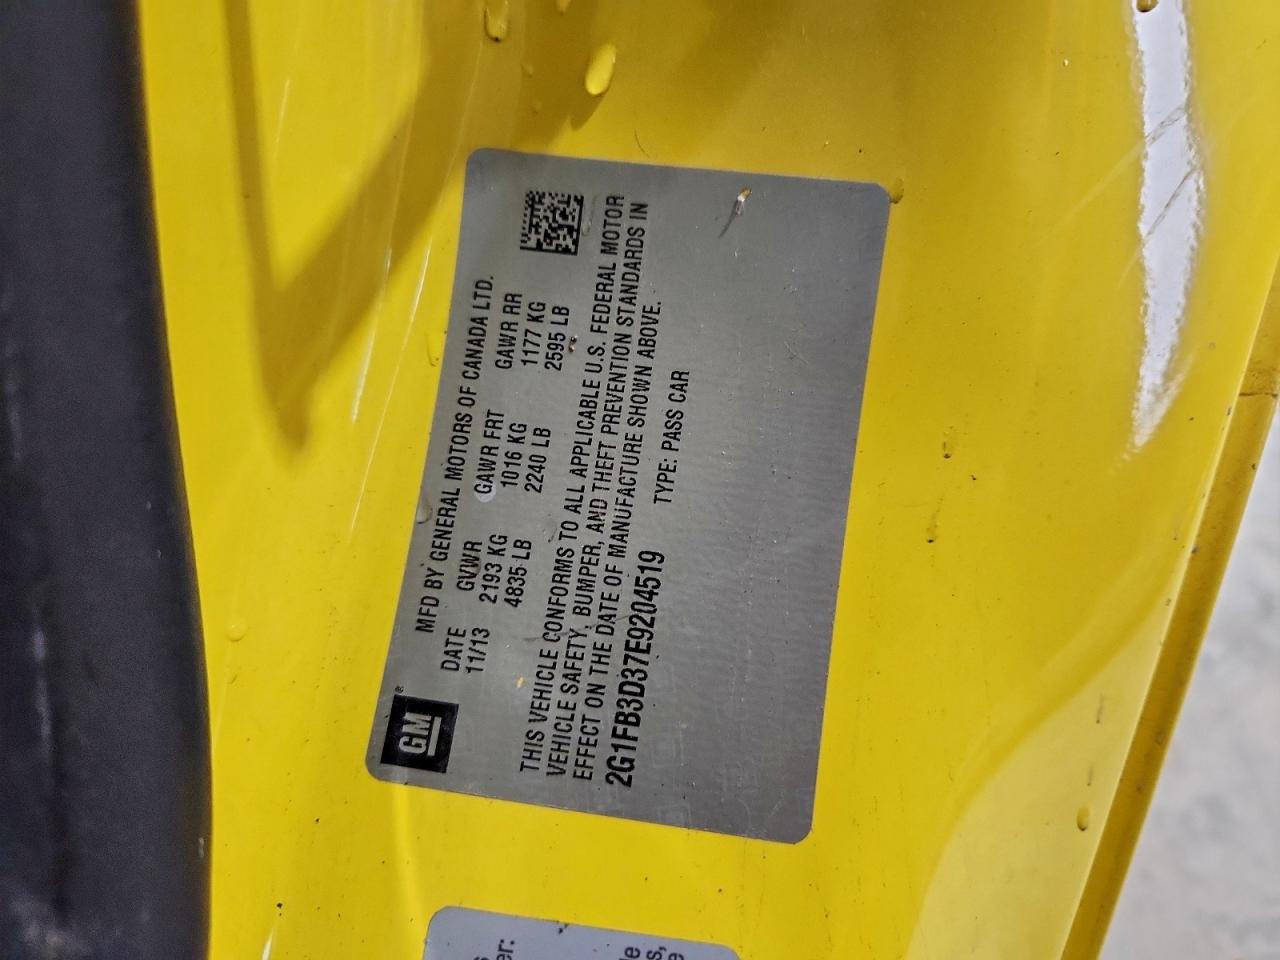 GM®
MFD BY GENERAL MOTORS OF CANADA LTD.
DATE GVWR GAWR FRT GAWR RR
11/13 2193 KG 1016 KG 1177 KG
4835 LB 2240 LB 2595 LB
THIS VEHICLE CONFORMS TO ALL APPLICABLE U.S. FEDERAL MOTOR
VEHICLE SAFETY, BUMPER, AND THEFT PREVENTION STANDARDS IN
EFFECT ON THE DATE OF MANUFACTURE SHOWN ABOVE.
2G1FB3D37E9204519 TYPE: PASS CAR